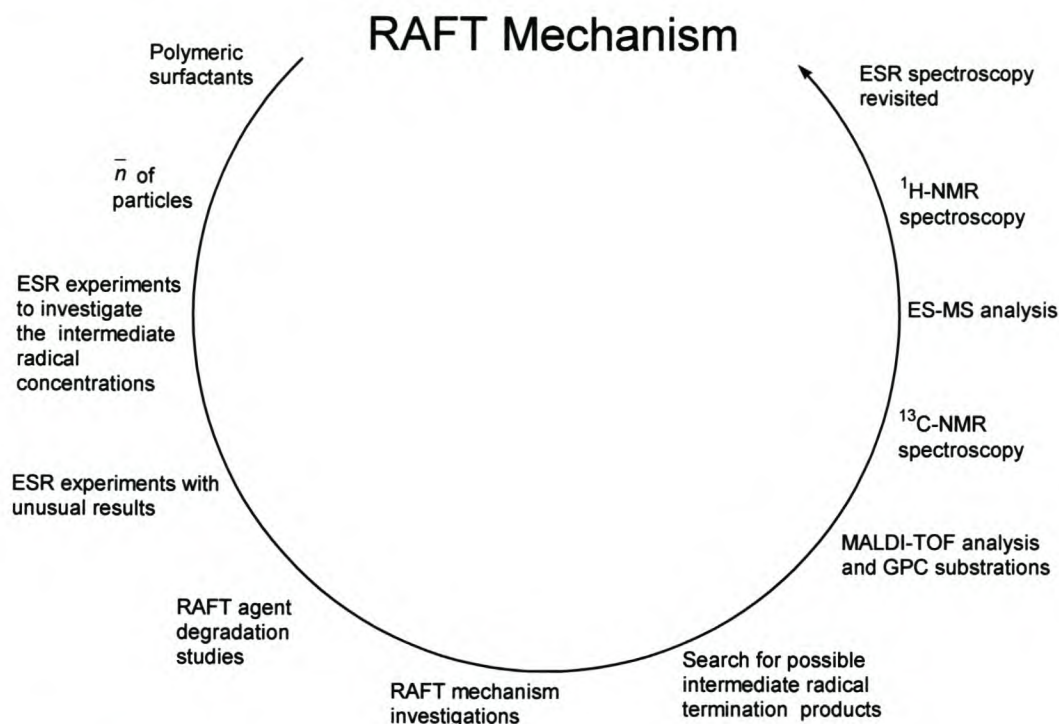 RAFT Mechanism
Polymeric
surfactants
n̅ of
particles
ESR experiments
to investigate
the intermediate
radical
concentrations
ESR experiments with
unusual results
RAFT agent
degradation
studies
RAFT mechanism
investigations
Search for possible
intermediate radical
termination products
MALDI-TOF analysis
and GPC substrations
¹³C-NMR
spectroscopy
ES-MS analysis
¹H-NMR
spectroscopy
ESR spectroscopy
revisited